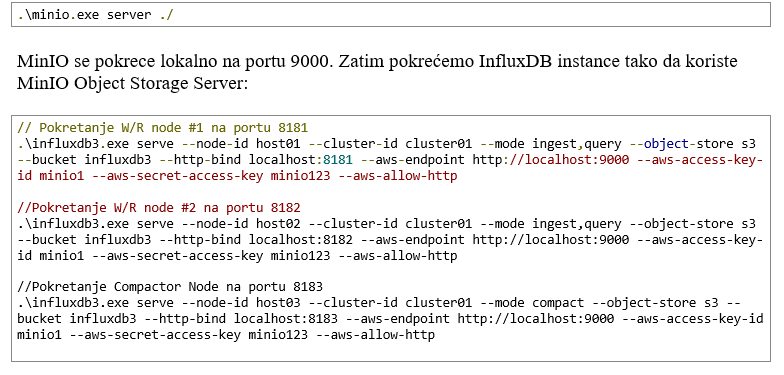 .\minio.exe server ./
MinIO se pokrece lokalno na portu 9000. Zatim pokrećemo InfluxDB instance tako da koriste
MinIO Object Storage Server:
// Pokretanje W/R node #1 na portu 8181
.\influxdb3.exe serve --node-id host01 --cluster-id cluster01 --mode ingest,query --object-store s3
--bucket influxdb3 --http-bind localhost:8181 --aws-endpoint http://localhost:9000 --aws-access-key-
id minio1 --aws-secret-access-key minio123 --aws-allow-http
//Pokretanje W/R node #2 na portu 8182
.\influxdb3.exe serve --node-id host02 --cluster-id cluster01 --mode ingest,query --object-store s3
--bucket influxdb3 --http-bind localhost:8182 --aws-endpoint http://localhost:9000 --aws-access-key-
id minio1 --aws-secret-access-key minio123 --aws-allow-http
//Pokretanje Compactor Node na portu 8183
.\influxdb3.exe serve --node-id host03 --cluster-id cluster01 --mode compact --object-store s3 --
bucket influxdb3 --http-bind localhost:8183 --aws-endpoint http://localhost:9000 --aws-access-key-id
minio1 --aws-secret-access-key minio123 --aws-allow-http